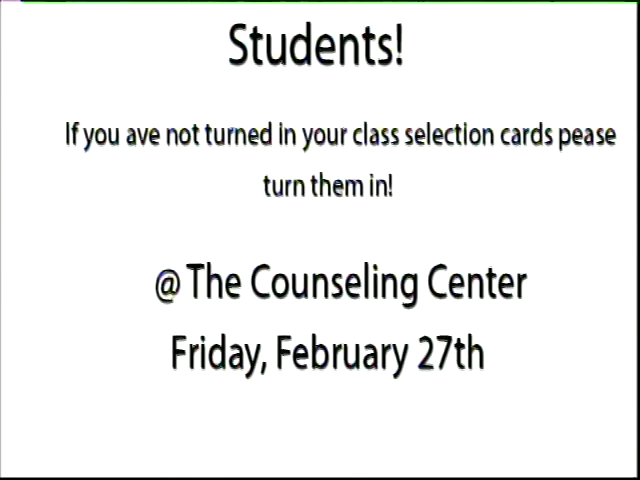 Students!
If you ave not turned in your class selection cards pease
turn them in!
@ The Counseling Center
Friday, February 27th